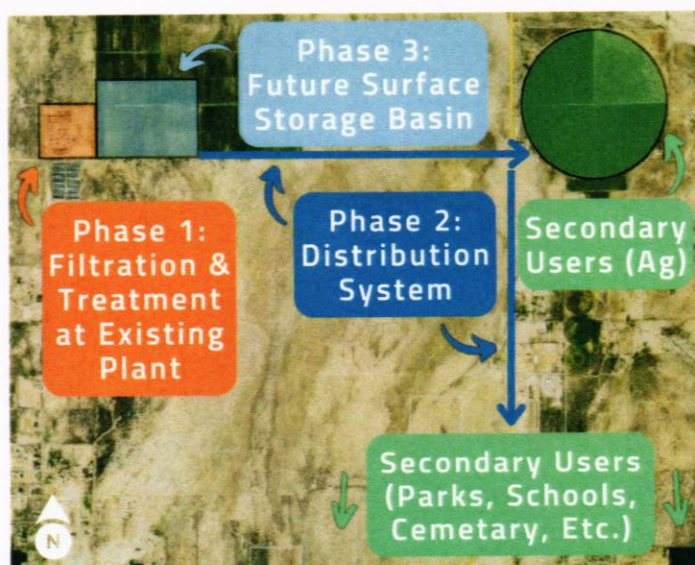 Phase 3:
Future Surface
Storage Basin
Phase 1:
Filtration &
Treatment
at Existing
Plant
Phase 2:
Distribution
System
Secondary
Users (Ag)
Secondary Users
(Parks, Schools,
Cemetary, Etc.)
N